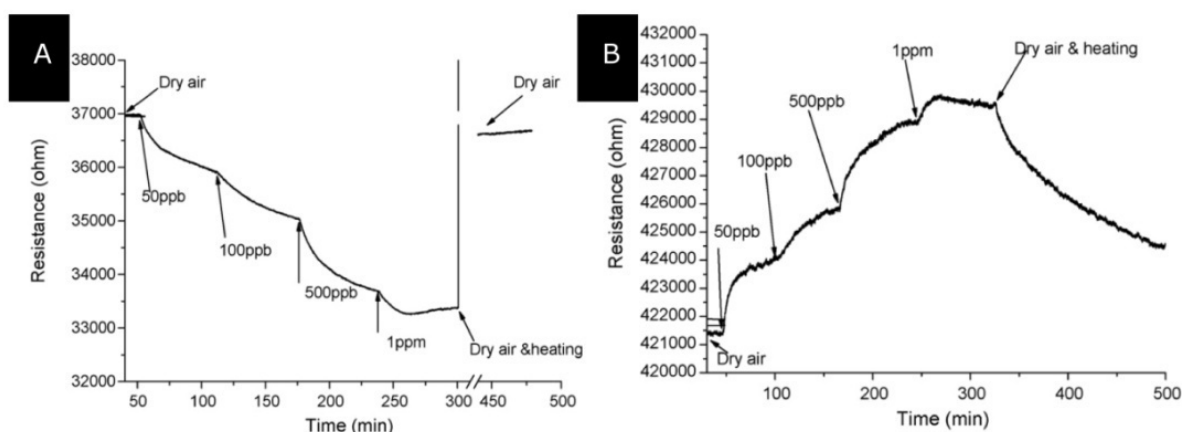 A
38000
37000
36000
35000
34000
33000
32000
Resistance (ohm)
Dry air
50ppb
100ppb
500ppb
1ppm
Dry air &heating
Dry air
50
100
150
200
250
300
450
500
Time (min)
B
432000
431000
430000
429000
428000
427000
426000
425000
424000
423000
422000
421000
420000
Resistance (ohm)
Dry air
50ppb
100ppb
500ppb
1ppm
Dry air & heating
100
200
300
400
500
Time (min)